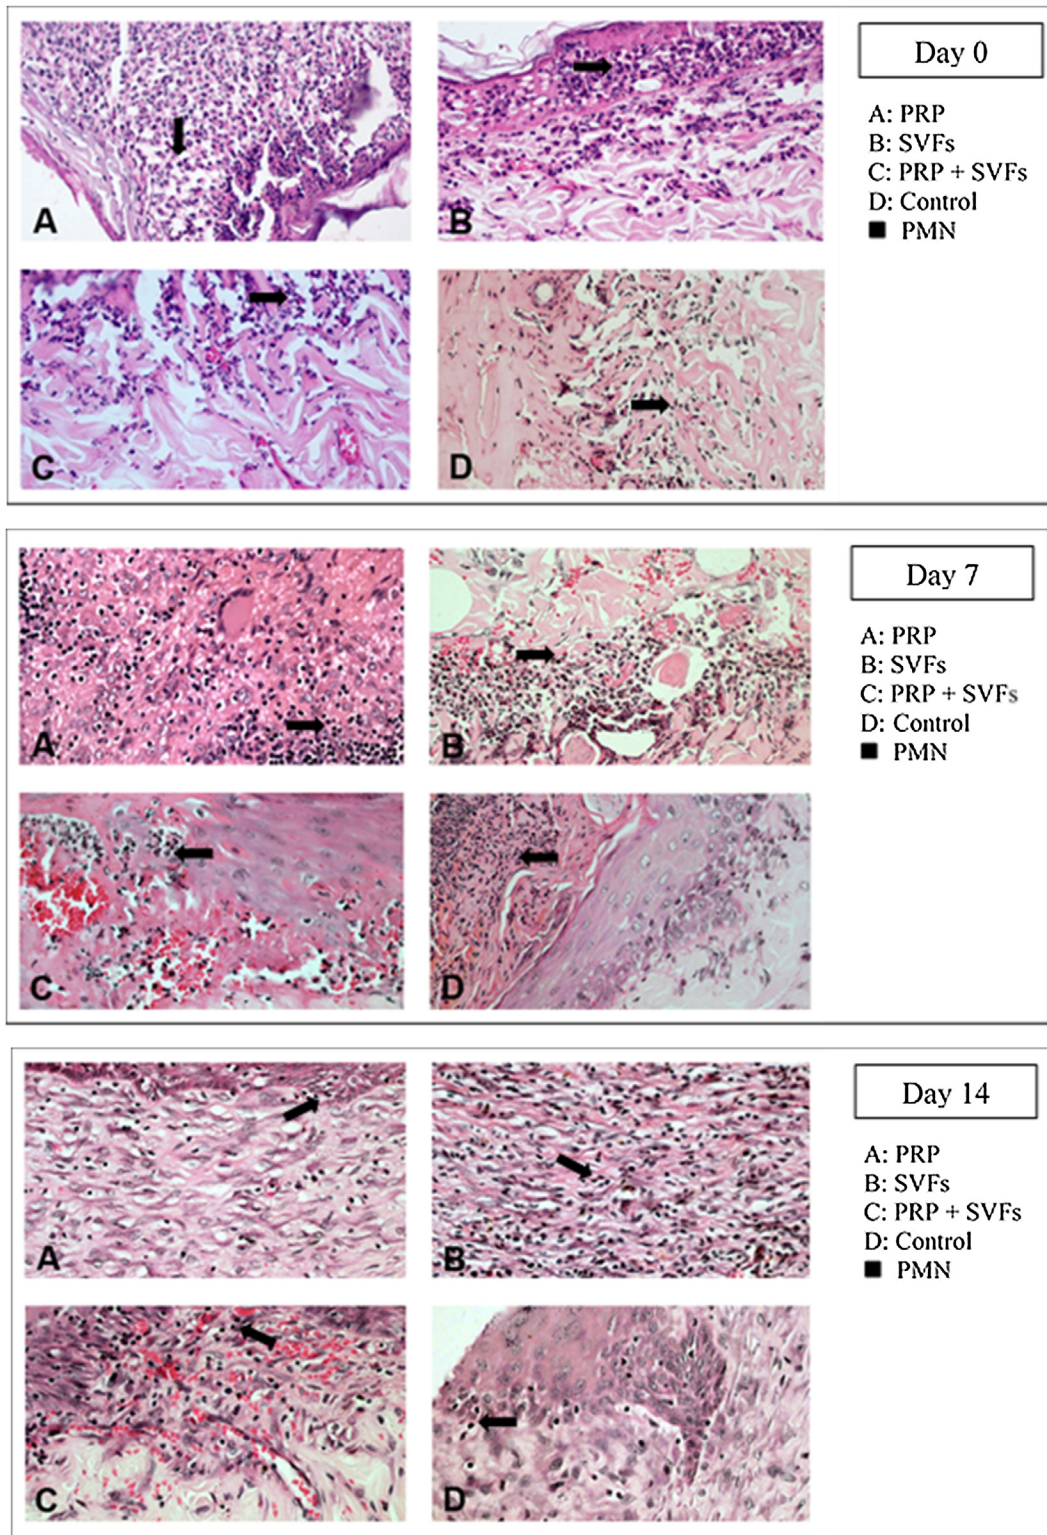 Day 0
A: PRP
B: SVFs
C: PRP + SVFs
D: Control
PMN
A
B
C
D
Day 7
A: PRP
B: SVFs
C: PRP + SVFs
D: Control
PMN
A
B
C
D
Day 14
A: PRP
B: SVFs
C: PRP + SVFs
D: Control
PMN
A
B
C
D